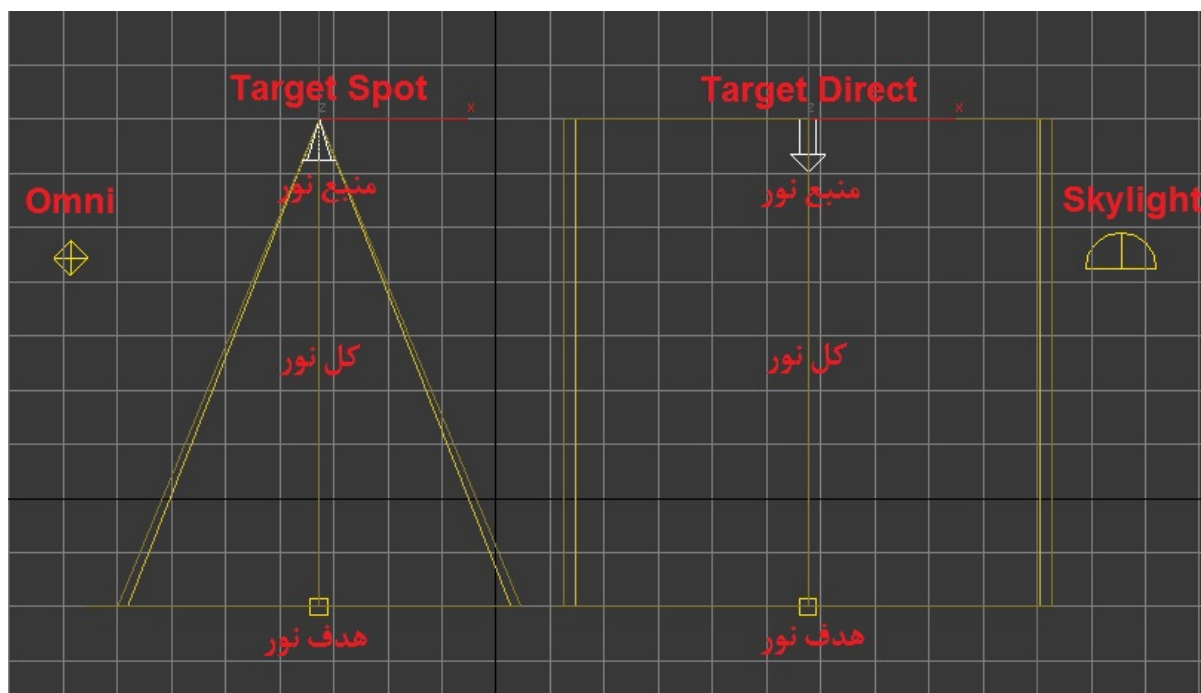 Target Spot
Target Direct
z
x
z
x
منبع نور
منبع نور
Omni
Skylight
کل نور
کل نور
هدف نور
هدف نور